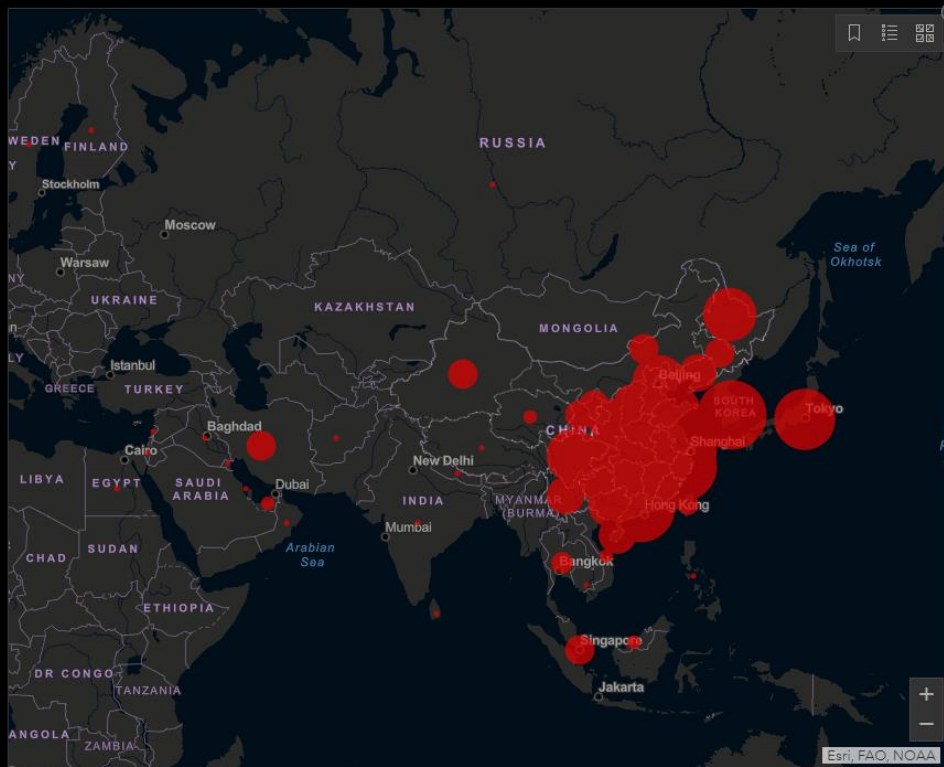 RUSSIA
WEDEN
FINLAND
Y
Stockholm
Moscow
Sea of
Okhotsk
Warsaw
NY
UKRAINE
KAZAKHSTAN
MONGOLIA
n
LY
Istanbul
GREECE
TURKEY
Beijing
SOUTH
KOREA
Tokyo
Baghdad
CHINA
Shanghai
Cairo
New Delhi
LIBYA
EGYPT
SAUDI
ARABIA
Dubai
INDIA
MYANMAR
(BURMA)
Hong Kong
Mumbai
Arabian
Sea
CHAD
SUDAN
Bangkok
ETHIOPIA
Singapore
DR CONGO
TANZANIA
Jakarta
ANGOLA
ZAMBIA
+
−
Esri, FAO, NOAA